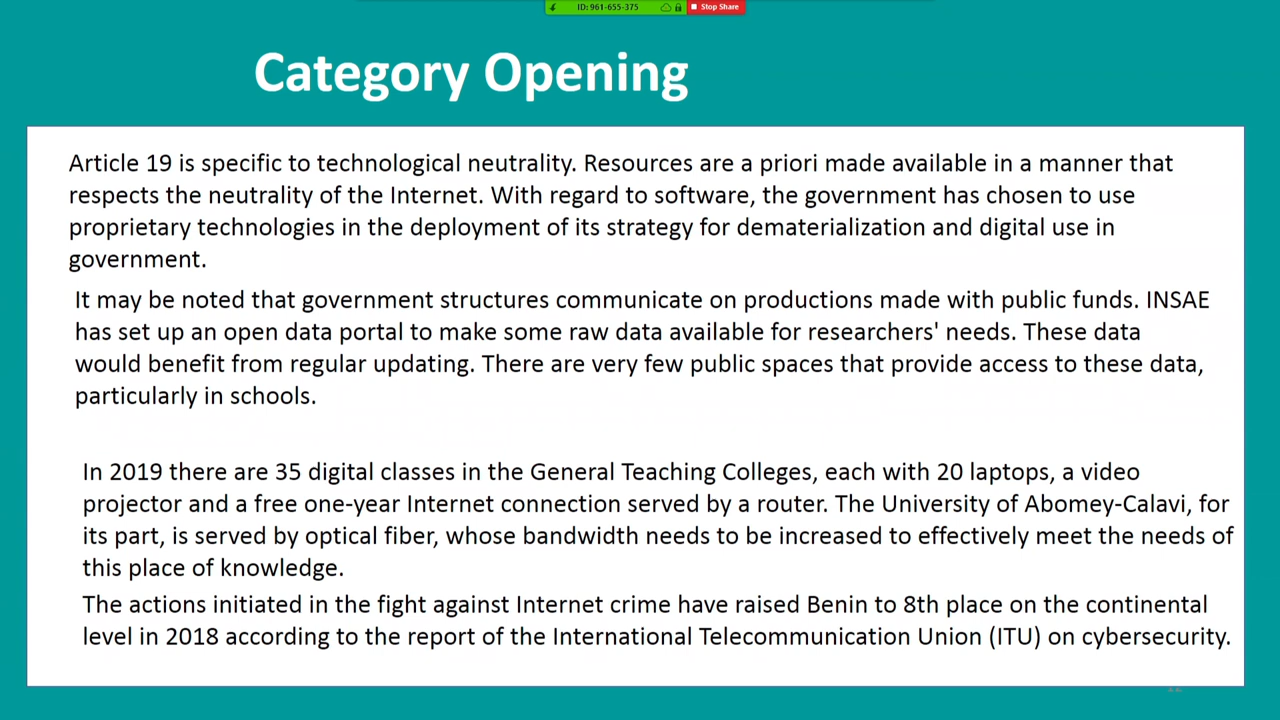 ID: 961-655-375
Stop Share
Category Opening
Article 19 is specific to technological neutrality. Resources are a priori made available in a manner that
respects the neutrality of the Internet. With regard to software, the government has chosen to use
proprietary technologies in the deployment of its strategy for dematerialization and digital use in
government.
It may be noted that government structures communicate on productions made with public funds. INSAE
has set up an open data portal to make some raw data available for researchers' needs. These data
would benefit from regular updating. There are very few public spaces that provide access to these data,
particularly in schools.
In 2019 there are 35 digital classes in the General Teaching Colleges, each with 20 laptops, a video
projector and a free one-year Internet connection served by a router. The University of Abomey-Calavi, for
its part, is served by optical fiber, whose bandwidth needs to be increased to effectively meet the needs of
this place of knowledge.
The actions initiated in the fight against Internet crime have raised Benin to 8th place on the continental
level in 2018 according to the report of the International Telecommunication Union (ITU) on cybersecurity.